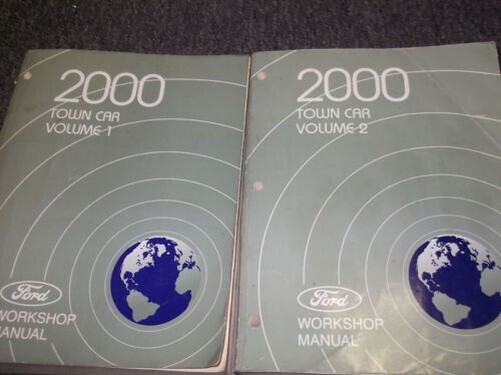 2000
TOWN CAR
VOLUME 1
Ford
WORKSHOP
MANUAL
2000
TOWN CAR
VOLUME 2
Ford
WORKSHOP
MANUAL